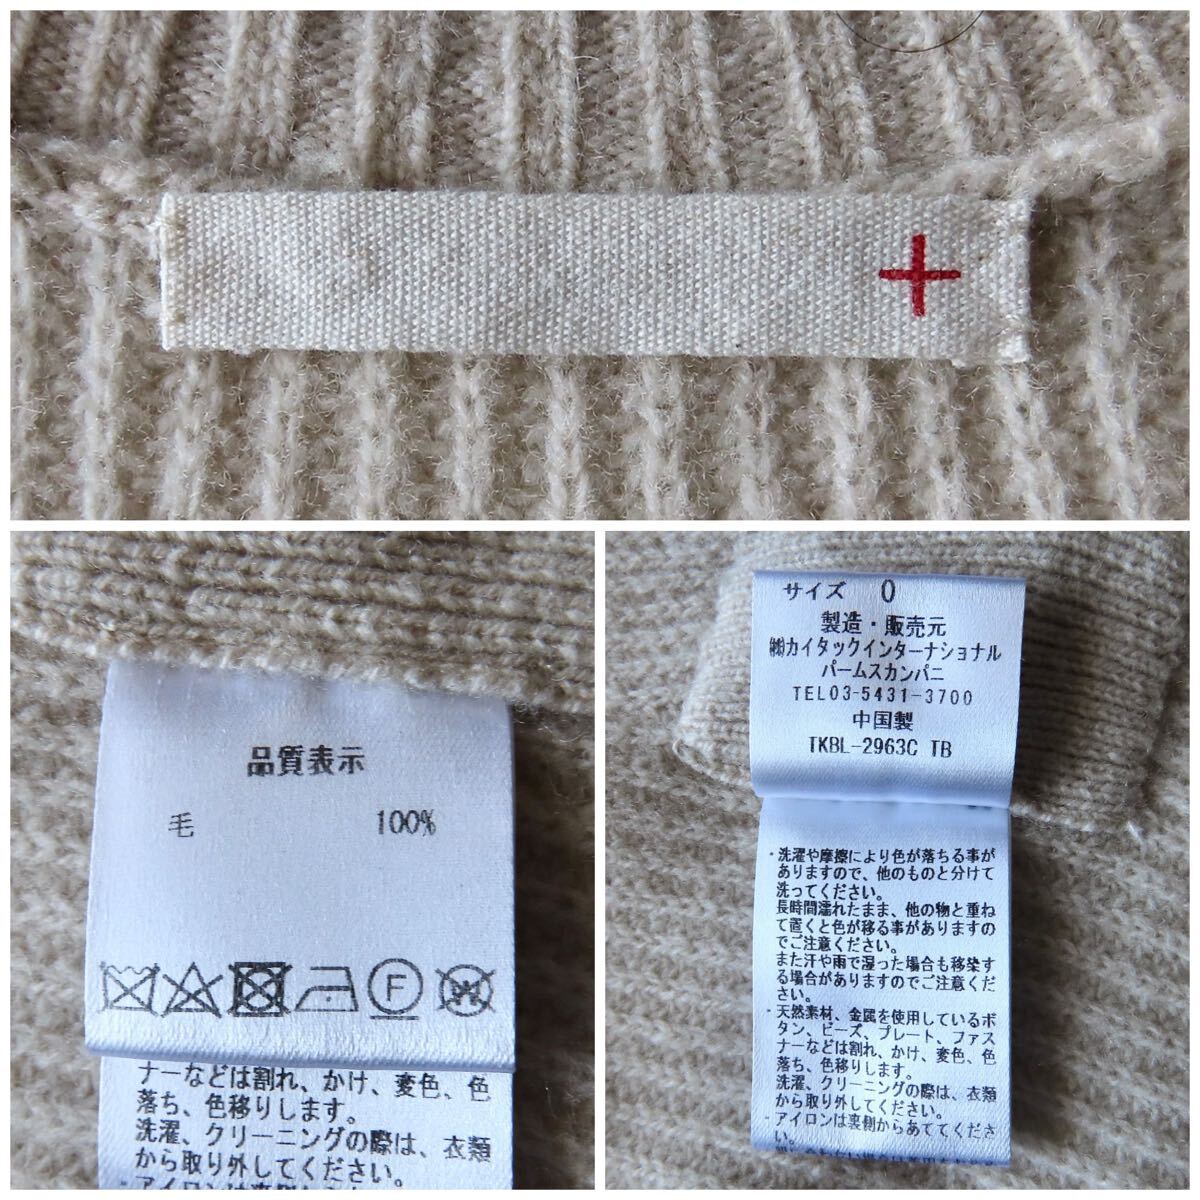 品質表示
毛 100%
F
W
ナーなどは割れ、かけ、変色、色
落ち、色移りします。
洗濯、クリーニングの際は、衣類
から取り外してください。
サイズ 0
製造・販売元
㈱カイタックインターナショナル
パームスカンパニ
TEL03-5431-3700
中国製
TKBL-2963C TB
・洗濯や摩擦により色が落ちる事が
ありますので、他のものと分けて
洗ってください。
長時間濡れたまま、他の物と重ね
て置くと色が移る事がありますの
でご注意ください。
また汗や雨で湿った場合も移染す
る場合がありますのでご注意くだ
さい。
・天然素材、金属を使用しているボ
タン、ビーズ、プレート、ファス
ナーなどは割れ、かけ、変色、色
落ち、色移りします。
洗濯、クリーニングの際は、衣類
から取り外してください。
・アイロンは裏側からあててくださ
い。